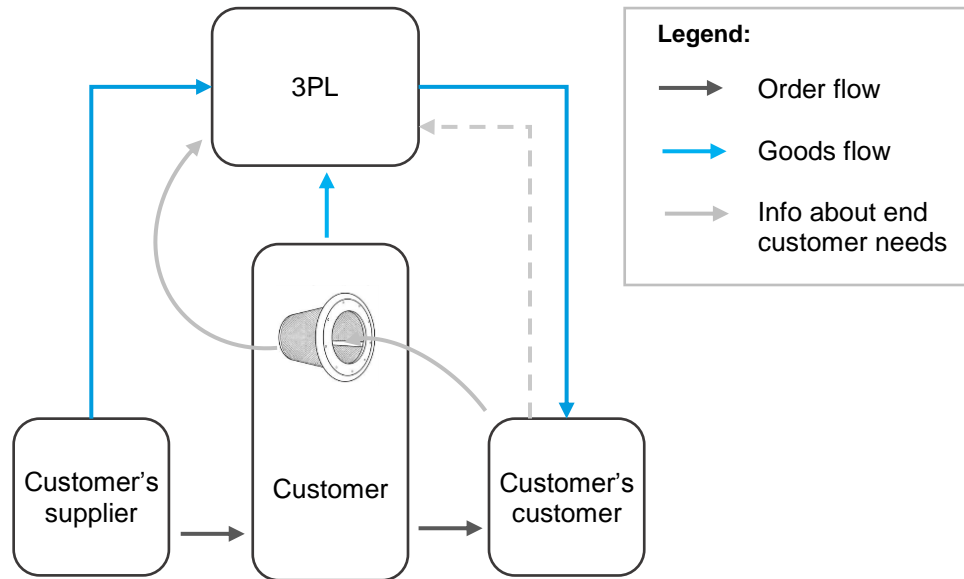 3PL
Legend:
Order flow
Goods flow
Info about end
customer needs
Customer’s
supplier
Customer
Customer’s
customer